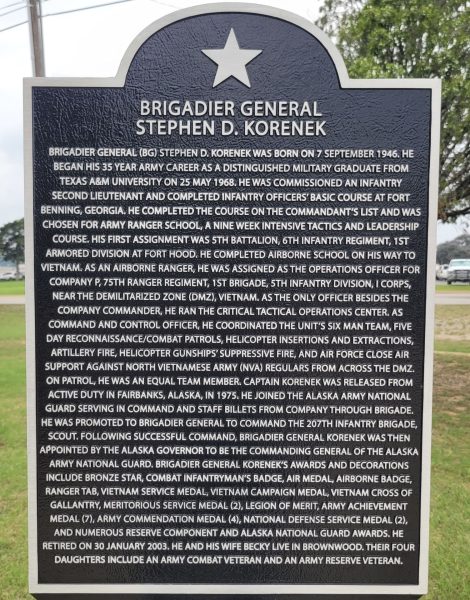 BRIGADIER GENERAL
STEPHEN D. KORENEK
BRIGADIER GENERAL (BG) STEPHEN D. KORENEK WAS BORN ON 7 SEPTEMBER 1946. HE
BEGAN HIS 35 YEAR ARMY CAREER AS A DISTINGUISHED MILITARY GRADUATE FROM
TEXAS A&M UNIVERSITY ON 25 MAY 1968. HE WAS COMMISSIONED AN INFANTRY
SECOND LIEUTENANT AND COMPLETED INFANTRY OFFICERS' BASIC COURSE AT FORT
BENNING, GEORGIA. HE COMPLETED THE COURSE ON THE COMMANDANT'S LIST AND WAS
CHOSEN FOR ARMY RANGER SCHOOL, A NINE WEEK INTENSIVE TACTICS AND LEADERSHIP
COURSE. HIS FIRST ASSIGNMENT WAS 5TH BATTALION, 6TH INFANTRY REGIMENT, 1ST
ARMORED DIVISION AT FORT HOOD. HE COMPLETED AIRBORNE SCHOOL ON HIS WAY TO
VIETNAM. AS AN AIRBORNE RANGER, HE WAS ASSIGNED AS THE OPERATIONS OFFICER FOR
COMPANY P, 75TH RANGER REGIMENT, 1ST BRIGADE, 5TH INFANTRY DIVISION, I CORPS,
NEAR THE DEMILITARIZED ZONE (DMZ), VIETNAM. AS THE ONLY OFFICER BESIDES THE
COMPANY COMMANDER, HE RAN THE CRITICAL TACTICAL OPERATIONS CENTER. AS
COMMAND AND CONTROL OFFICER, HE COORDINATED THE UNIT'S SIX MAN TEAM, FIVE
DAY RECONNAISSANCE/COMBAT PATROLS, HELICOPTER INSERTIONS AND EXTRACTIONS,
ARTILLERY FIRE, HELICOPTER GUNSHIPS' SUPPRESSIVE FIRE, AND AIR FORCE CLOSE AIR
SUPPORT AGAINST NORTH VIETNAMESE ARMY (NVA) REGULARS FROM ACROSS THE DMZ.
ON PATROL, HE WAS AN EQUAL TEAM MEMBER. CAPTAIN KORENEK WAS RELEASED FROM
ACTIVE DUTY IN FAIRBANKS, ALASKA, IN 1975. HE JOINED THE ALASKA ARMY NATIONAL
GUARD SERVING IN COMMAND AND STAFF BILLETS FROM COMPANY THROUGH BRIGADE.
HE WAS PROMOTED TO BRIGADIER GENERAL TO COMMAND THE 207TH INFANTRY BRIGADE,
SCOUT. FOLLOWING SUCCESSFUL COMMAND, BRIGADIER GENERAL KORENEK WAS THEN
APPOINTED BY THE ALASKA GOVERNOR TO BE THE COMMANDING GENERAL OF THE ALASKA
ARMY NATIONAL GUARD. BRIGADIER GENERAL KORENEK'S AWARDS AND DECORATIONS
INCLUDE BRONZE STAR, COMBAT INFANTRYMAN'S BADGE, AIR MEDAL, AIRBORNE BADGE,
RANGER TAB, VIETNAM SERVICE MEDAL, VIETNAM CAMPAIGN MEDAL, VIETNAM CROSS OF
GALLANTRY, MERITORIOUS SERVICE MEDAL (2), LEGION OF MERIT, ARMY ACHIEVEMENT
MEDAL (7), ARMY COMMENDATION MEDAL (4), NATIONAL DEFENSE SERVICE MEDAL (2),
AND NUMEROUS RESERVE COMPONENT AND ALASKA NATIONAL GUARD AWARDS. HE
RETIRED ON 30 JANUARY 2003. HE AND HIS WIFE BECKY LIVE IN BROWNWOOD. THEIR FOUR
DAUGHTERS INCLUDE AN ARMY COMBAT VETERAN AND AN ARMY RESERVE VETERAN.